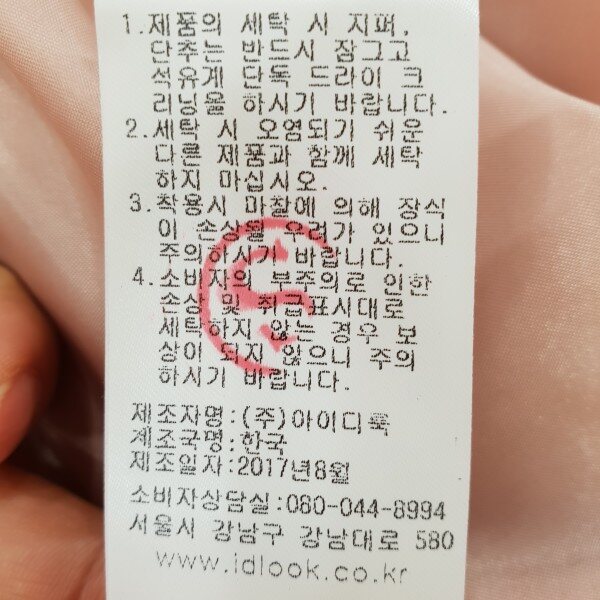 1.제품의 세탁 시 지퍼,
단추는 반드시 잠그고
석유계 단독 드라이 크
리닝을 하시기 바랍니다.
2.세탁 시 오염되기 쉬운
다른 제품과 함께 세탁
하지 마십시오.
3.착용시 마찰에 의해 장식
이 손상될 우려가 있으니
주의하시기 바랍니다.
4.소비자의 부주의로 인한
손상 및 취급표시대로
세탁하지 않는 경우 보
상이 되지 않으니 주의
하시기 바랍니다.
제조자명:(주)아이디룩
제조국명:한국
제조일자:2017년8월
소비자상담실:080-044-8994
서울시 강남구 강남대로 580
www.idlook.co.kr